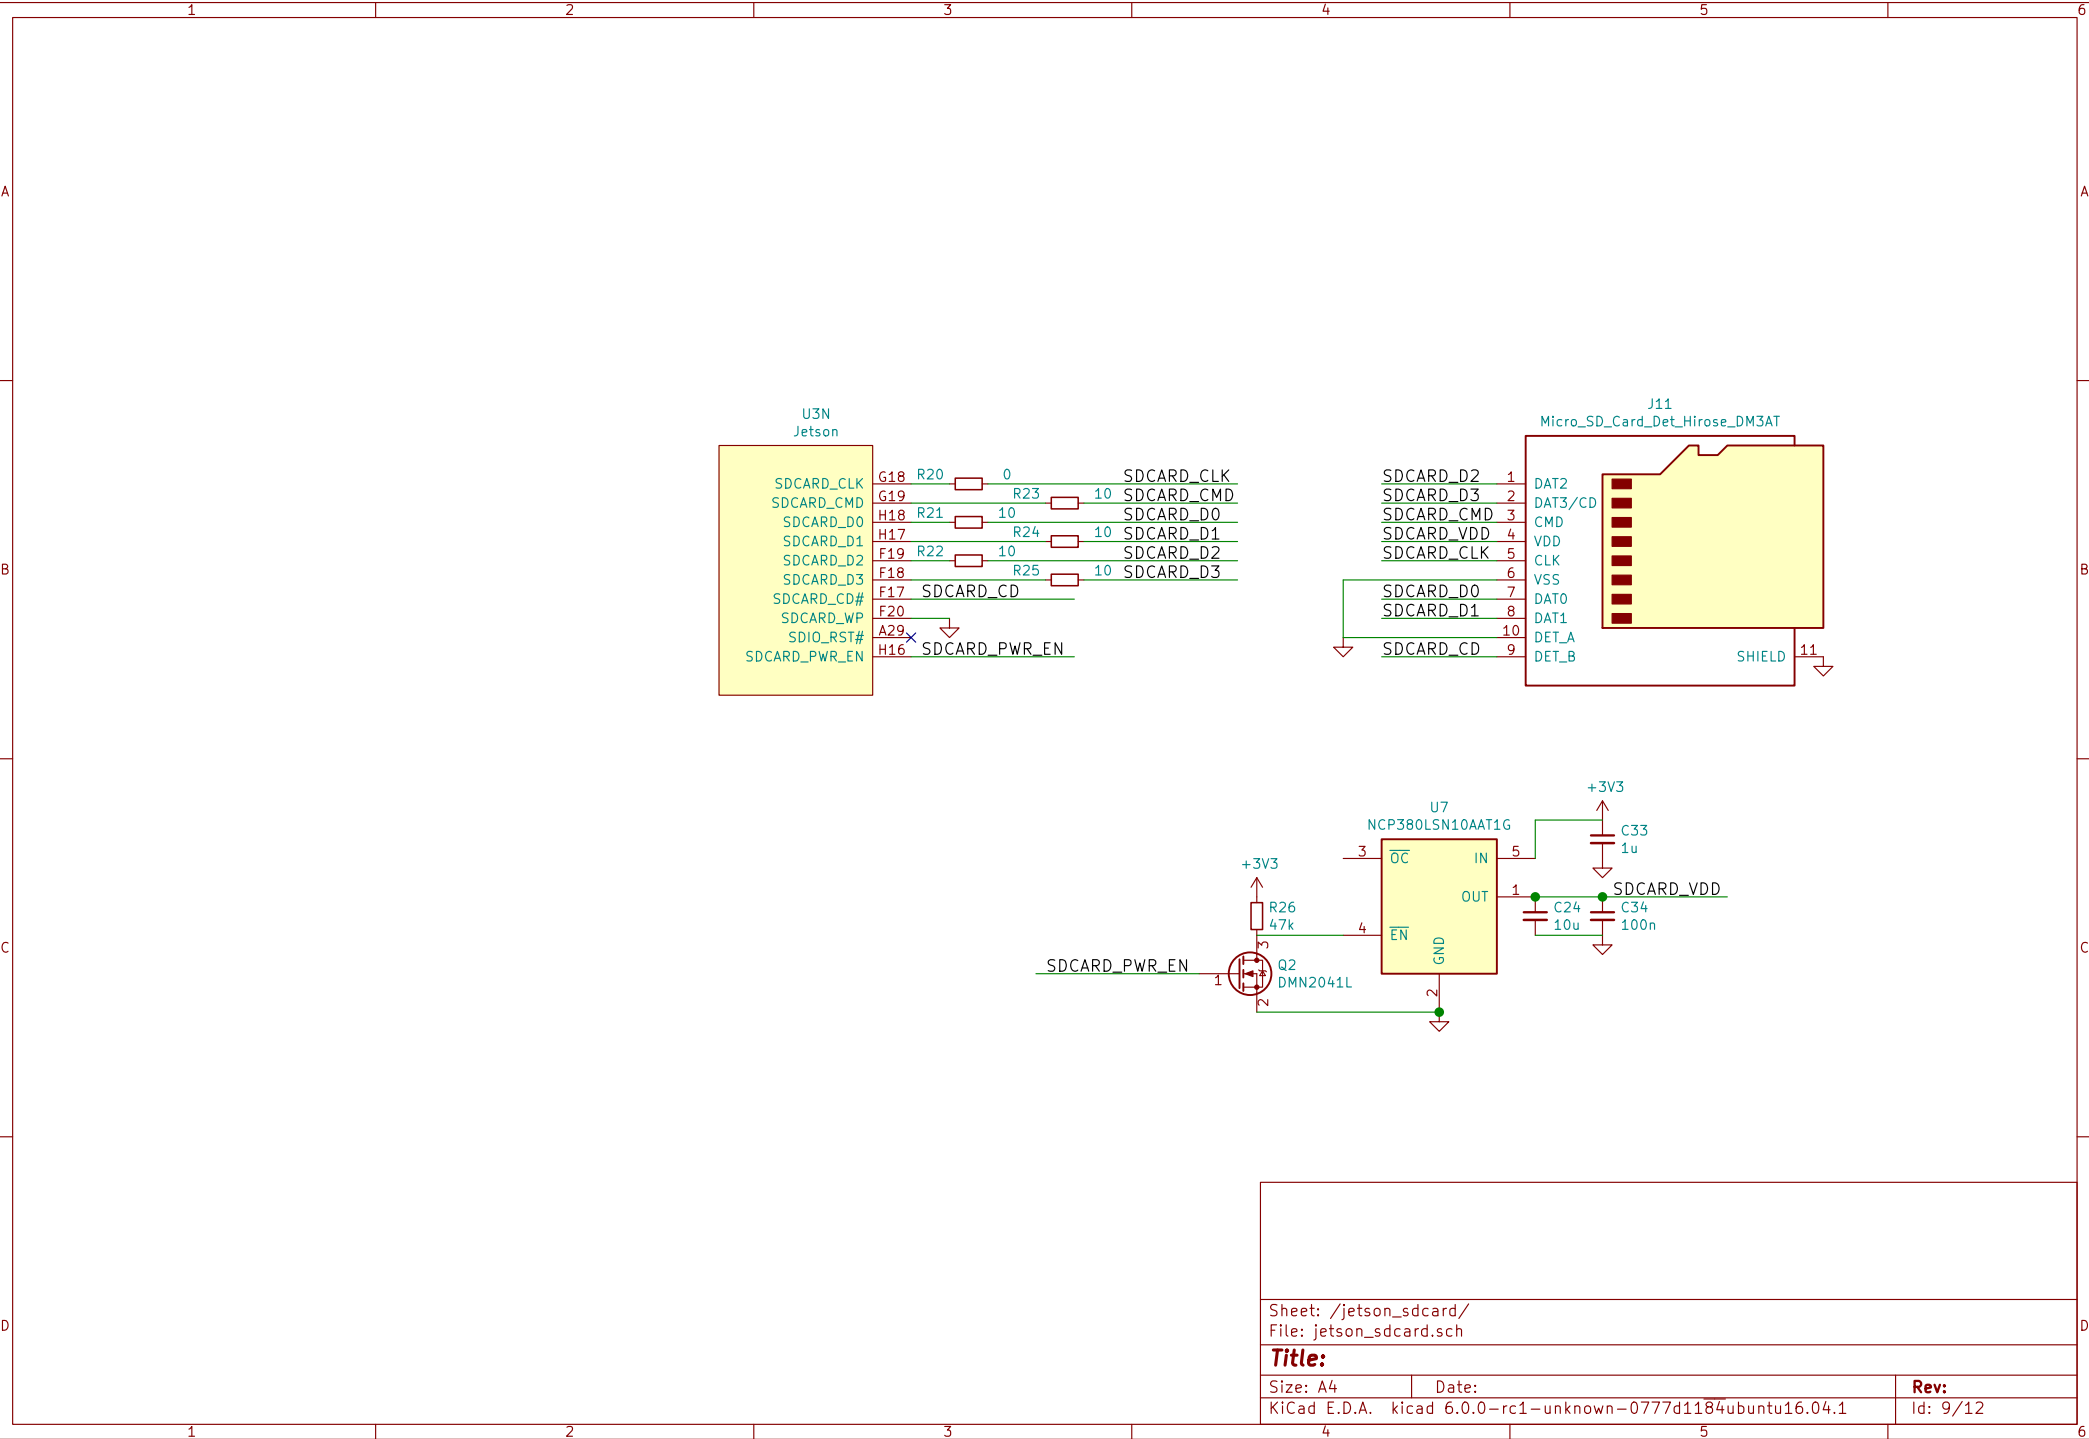 1 2 3 4 5 6
A A
U3N
Jetson
SDCARD_CLK G18 R20 0 SDCARD_CLK
SDCARD_CMD G19 R23 10 SDCARD_CMD
SDCARD_D0 H18 R21 10 SDCARD_D0
SDCARD_D1 H17 R24 10 SDCARD_D1
SDCARD_D2 F19 R22 10 SDCARD_D2
SDCARD_D3 F18 R25 10 SDCARD_D3
SDCARD_CD# F17 SDCARD_CD
SDCARD_WP F20
SDIO_RST# A29
SDCARD_PWR_EN H16 SDCARD_PWR_EN
J11
Micro_SD_Card_Det_Hirose_DM3AT
SDCARD_D2 1 DAT2
SDCARD_D3 2 DAT3/CD
SDCARD_CMD 3 CMD
SDCARD_VDD 4 VDD
SDCARD_CLK 5 CLK
6 VSS
SDCARD_D0 7 DAT0
SDCARD_D1 8 DAT1
10 DET_A
SDCARD_CD 9 DET_B SHIELD 11
B B
+3V3
U7
NCP380LSN10AAT1G
C33
1u
3 OC IN 5
+3V3
OUT 1 SDCARD_VDD
R26
47k
C24
10u
C34
100n
4 EN
GND
2
3
SDCARD_PWR_EN 1
Q2
DMN2041L
2
C C
Sheet: /jetson_sdcard/
File: jetson_sdcard.sch
Title:
Size: A4 Date: Rev:
KiCad E.D.A. kicad 6.0.0-rc1-unknown-0777d1184ubuntu16.04.1 Id: 9/12
D D
1 2 3 4 5 6